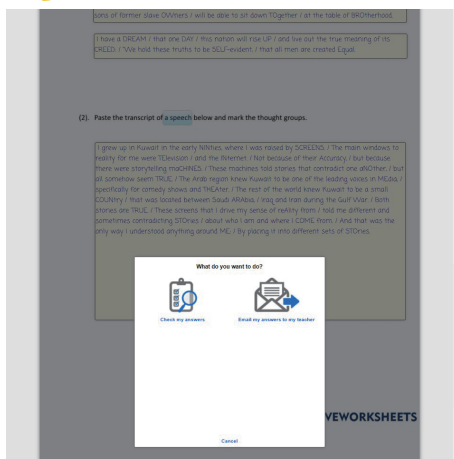 sons of former slave OWners / will be able to sit down TOgether / at the table of BROtherhood.
I have a DREAM / that one DAY / this nation will rise UP / and live out the true meaning of its
CREED. / "We hold these truths to be SELF-evident, / that all men are created Equal.
(2). Paste the transcript of a speech below and mark the thought groups.
I grew up in Kuwait in the early NINties, where I was raised by SCREENS. / The main windows to
reality for me were TElevision / and the INternet. / Not because of their Accuracy, / but because
there were storytelling maCHINES. / These machines told stories that contradict one aNOther, / but
all somehow seem TRUE. / The Arab region knew Kuwait to be one of the leading voices in MEdia, /
specifically for comedy shows and THEAter. / The rest of the world knew Kuwait to be a small
COUNtry / that was located between Saudi ARAbia, / Iraq and Iran during the Gulf War. / Both
stories are TRUE. / These screens that I drive my sense of reAlity from / told me different and
sometimes contradicting STOries / about who I am and where I COME from. / And that was the
only way I understood anything around ME, / By placing it into different sets of STOries.
What do you want to do?
Check my answers
Email my answers to my teacher
VEWORKSHEETS
Cancel